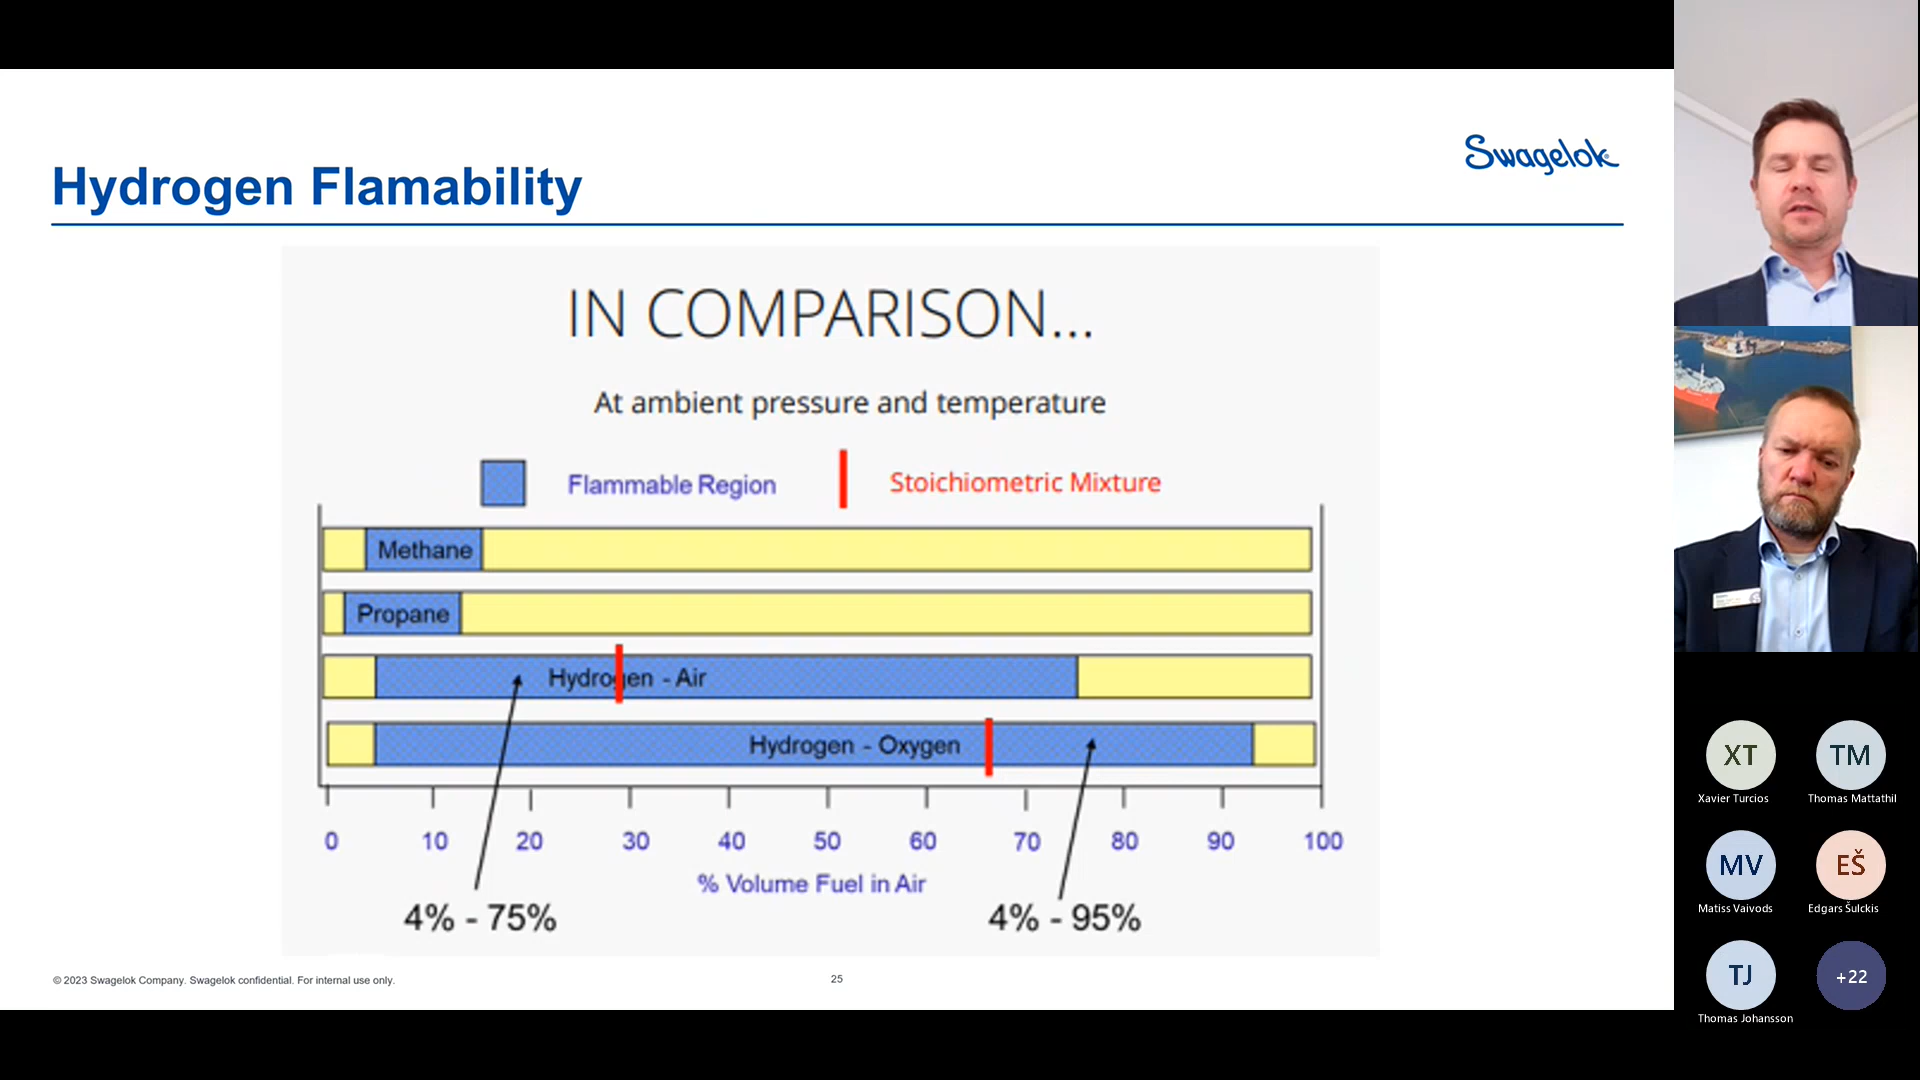 Swagelok
Hydrogen Flamability
IN COMPARISON...
At ambient pressure and temperature
Flammable Region
Stoichiometric Mixture
Methane
Propane
Hydrogen - Air
Hydrogen - Oxygen
0 10 20 30 40 50 60 70 80 90 100
% Volume Fuel in Air
4% - 75%
4% - 95%
© 2023 Swagelok Company. Swagelok confidential. For internal use only.
25
XT
Xavier Turcios
TM
Thomas Mattathil
MV
Matiss Vaivods
EŠ
Edgars Šulckis
TJ
Thomas Johansson
+22